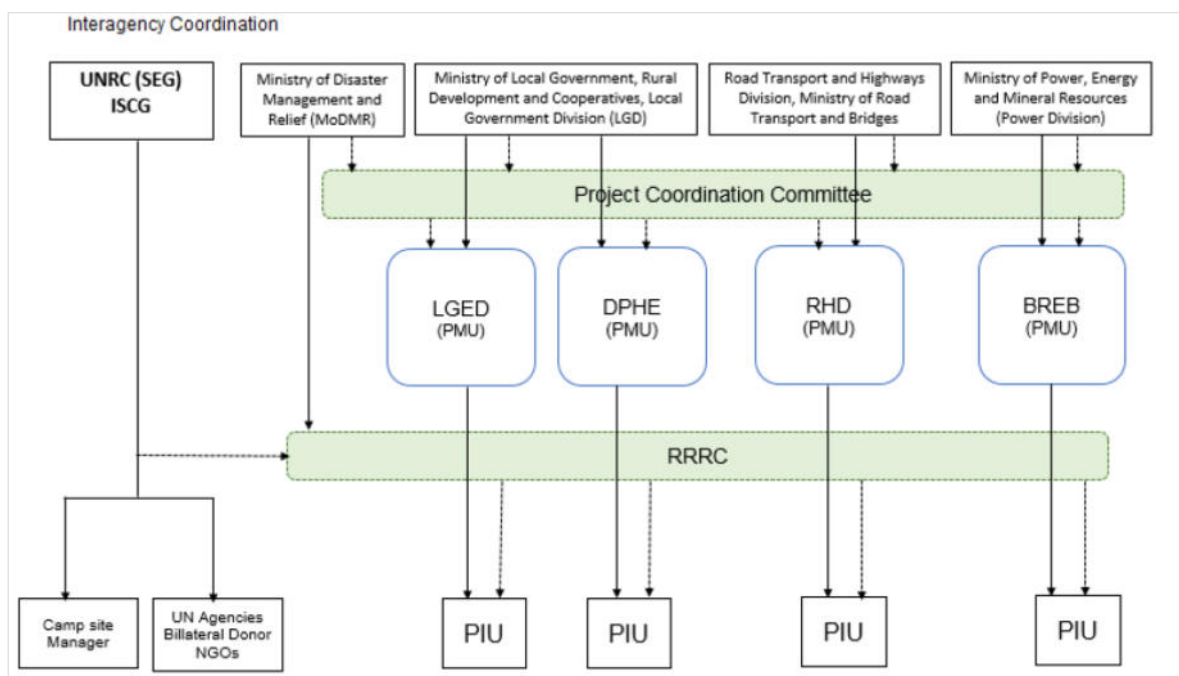 Interagency Coordination
UNRC (SEG)
ISCG
Ministry of Disaster
Management and
Relief (MoDMR)
Ministry of Local Government, Rural
Development and Cooperatives, Local
Government Division (LGD)
Road Transport and Highways
Division, Ministry of Road
Transport and Bridges
Ministry of Power, Energy
and Mineral Resources
(Power Division)
Project Coordination Committee
LGED
(PMU)
DPHE
(PMU)
RHD
(PMU)
BREB
(PMU)
RRRC
Camp site
Manager
UN Agencies
Billateral Donor
NGOs
PIU
PIU
PIU
PIU